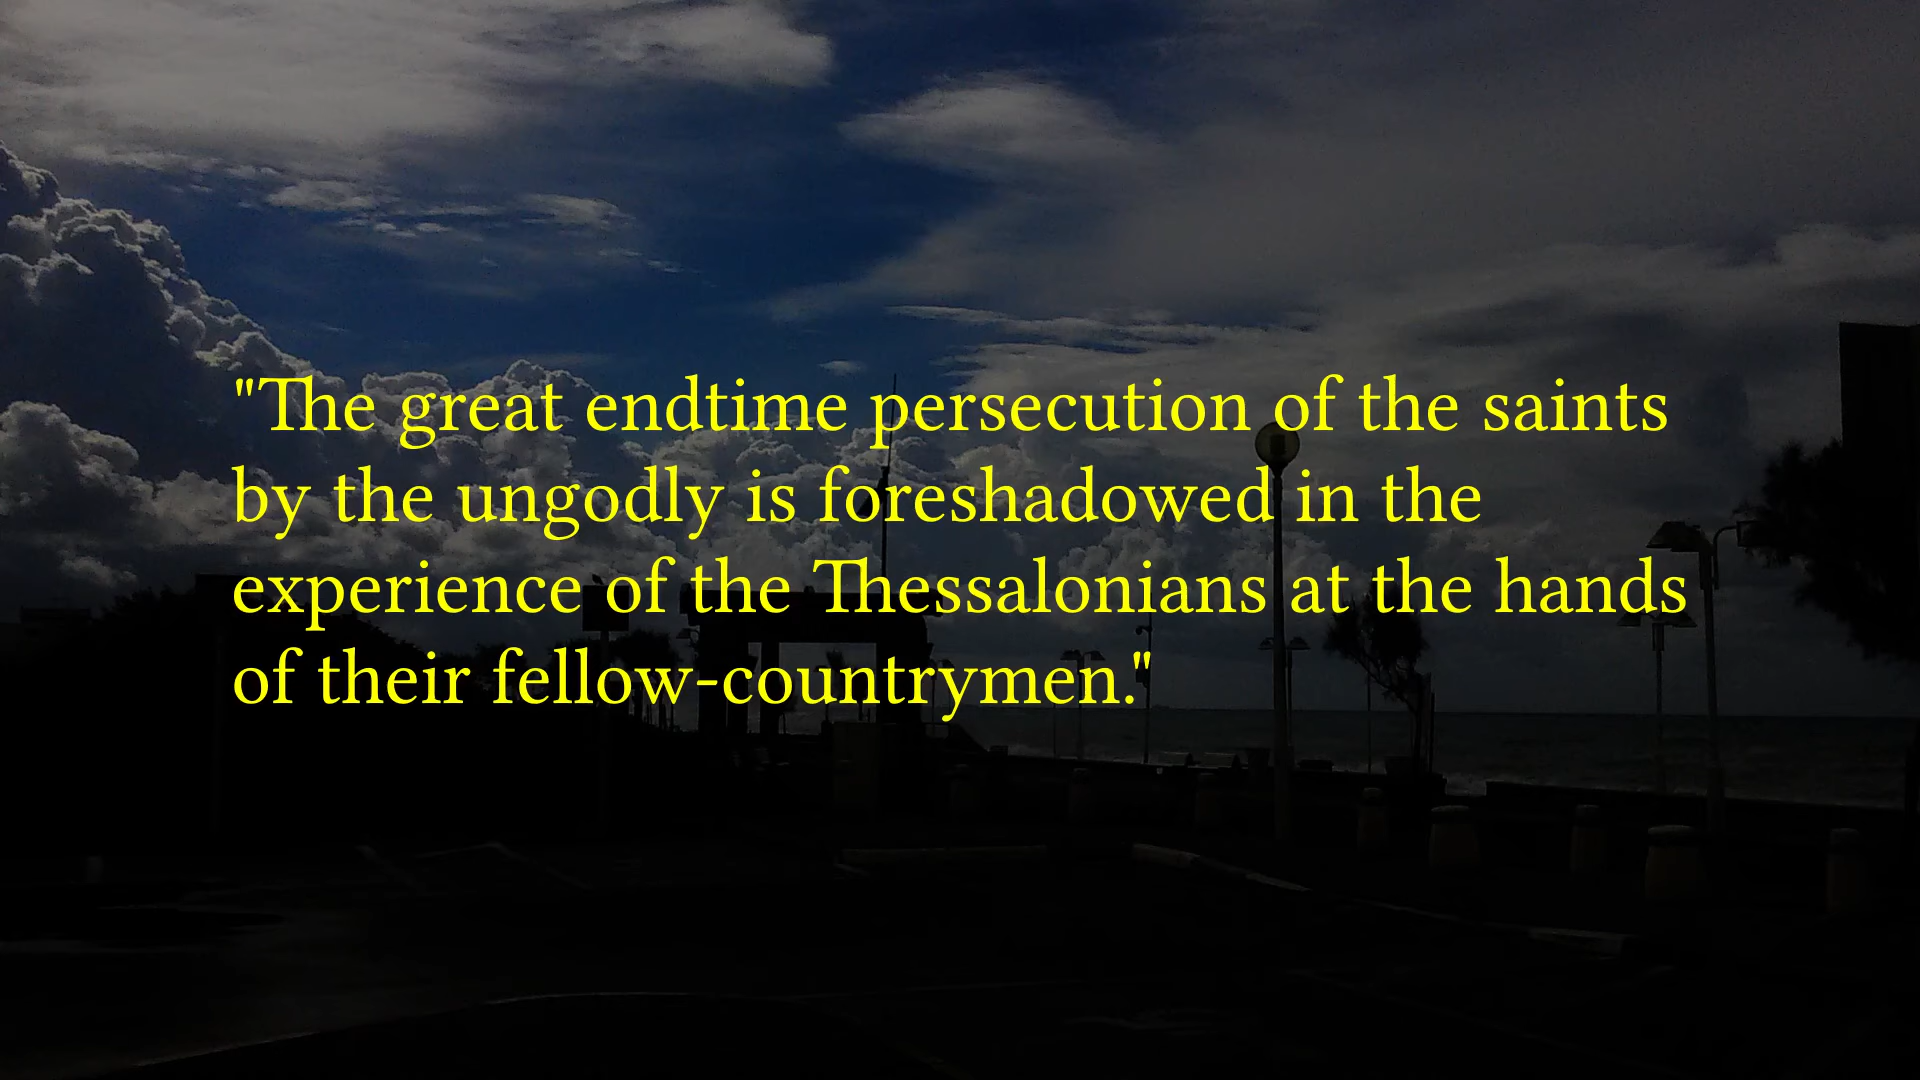 "The great endtime persecution of the saints
by the ungodly is foreshadowed in the
experience of the Thessalonians at the hands
of their fellow-countrymen."